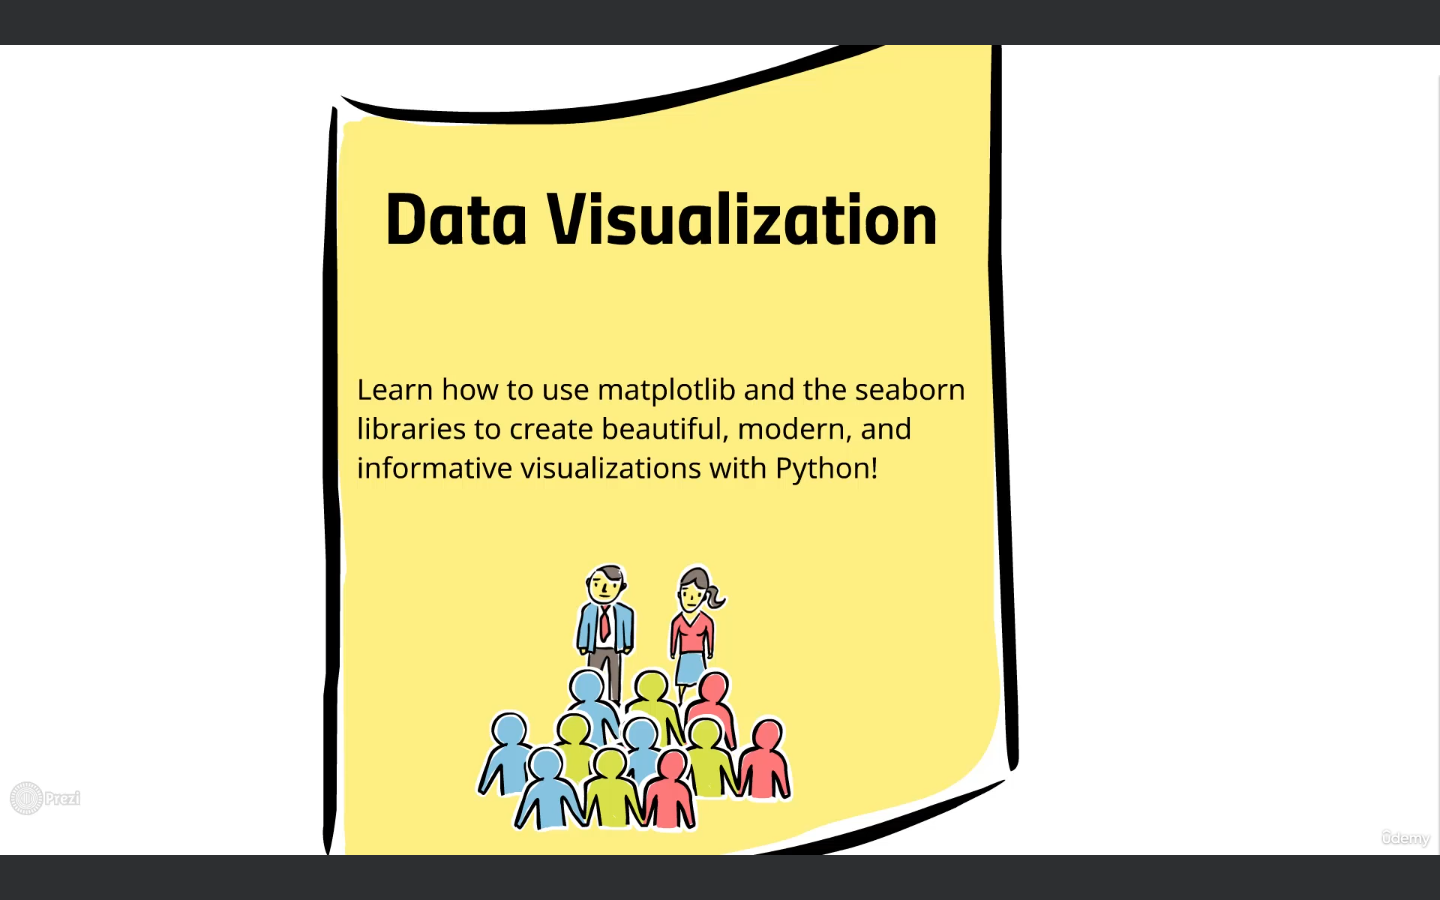 Data Visualization
Learn how to use matplotlib and the seaborn
libraries to create beautiful, modern, and
informative visualizations with Python!
Prezi
ûdemy